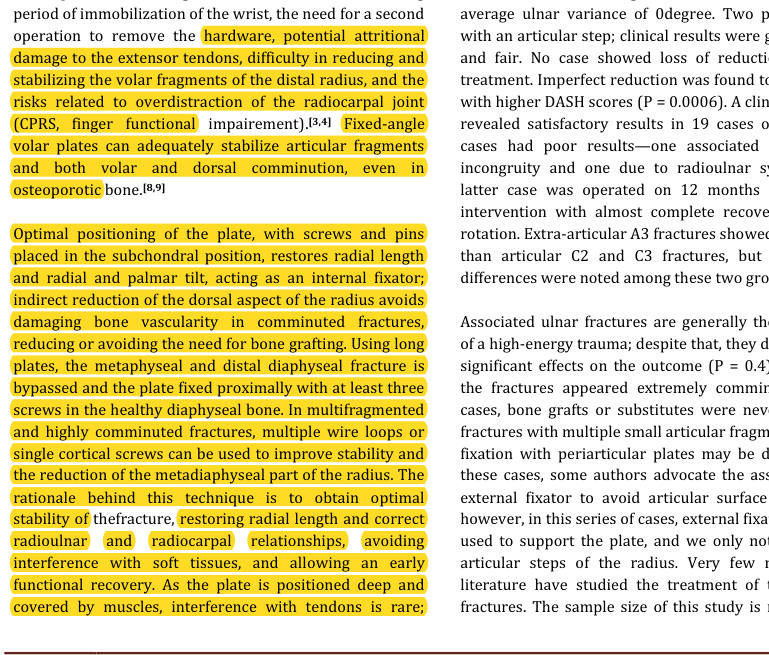 period of immobilization of the wrist, the need for a second
operation to remove the hardware, potential attritional
damage to the extensor tendons, difficulty in reducing and
stabilizing the volar fragments of the distal radius, and the
risks related to overdistraction of the radiocarpal joint
(CPRS, finger functional impairment).[3,4] Fixed-angle
volar plates can adequately stabilize articular fragments
and both volar and dorsal comminution, even in
osteoporotic bone.[8,9]
Optimal positioning of the plate, with screws and pins
placed in the subchondral position, restores radial length
and radial and palmar tilt, acting as an internal fixator;
indirect reduction of the dorsal aspect of the radius avoids
damaging bone vascularity in comminuted fractures,
reducing or avoiding the need for bone grafting. Using long
plates, the metaphyseal and distal diaphyseal fracture is
bypassed and the plate fixed proximally with at least three
screws in the healthy diaphyseal bone. In multifragmented
and highly comminuted fractures, multiple wire loops or
single cortical screws can be used to improve stability and
the reduction of the metadiaphyseal part of the radius. The
rationale behind this technique is to obtain optimal
stability of thefracture, restoring radial length and correct
radioulnar and radiocarpal relationships, avoiding
interference with soft tissues, and allowing an early
functional recovery. As the plate is positioned deep and
covered by muscles, interference with tendons is rare;
average ulnar variance of 0degree. Two p
with an articular step; clinical results were g
and fair. No case showed loss of reducti
treatment. Imperfect reduction was found to
with higher DASH scores (P = 0.0006). A clin
revealed satisfactory results in 19 cases o
cases had poor results—one associated
incongruity and one due to radioulnar sy
latter case was operated on 12 months
intervention with almost complete recove
rotation. Extra-articular A3 fractures showed
than articular C2 and C3 fractures, but
differences were noted among these two gro
Associated ulnar fractures are generally the
of a high-energy trauma; despite that, they d
significant effects on the outcome (P = 0.4)
the fractures appeared extremely commin
cases, bone grafts or substitutes were neve
fractures with multiple small articular fragm
fixation with periarticular plates may be d
these cases, some authors advocate the ass
external fixator to avoid articular surface
however, in this series of cases, external fixa
used to support the plate, and we only not
articular steps of the radius. Very few
literature have studied the treatment of
fractures. The sample size of this study is